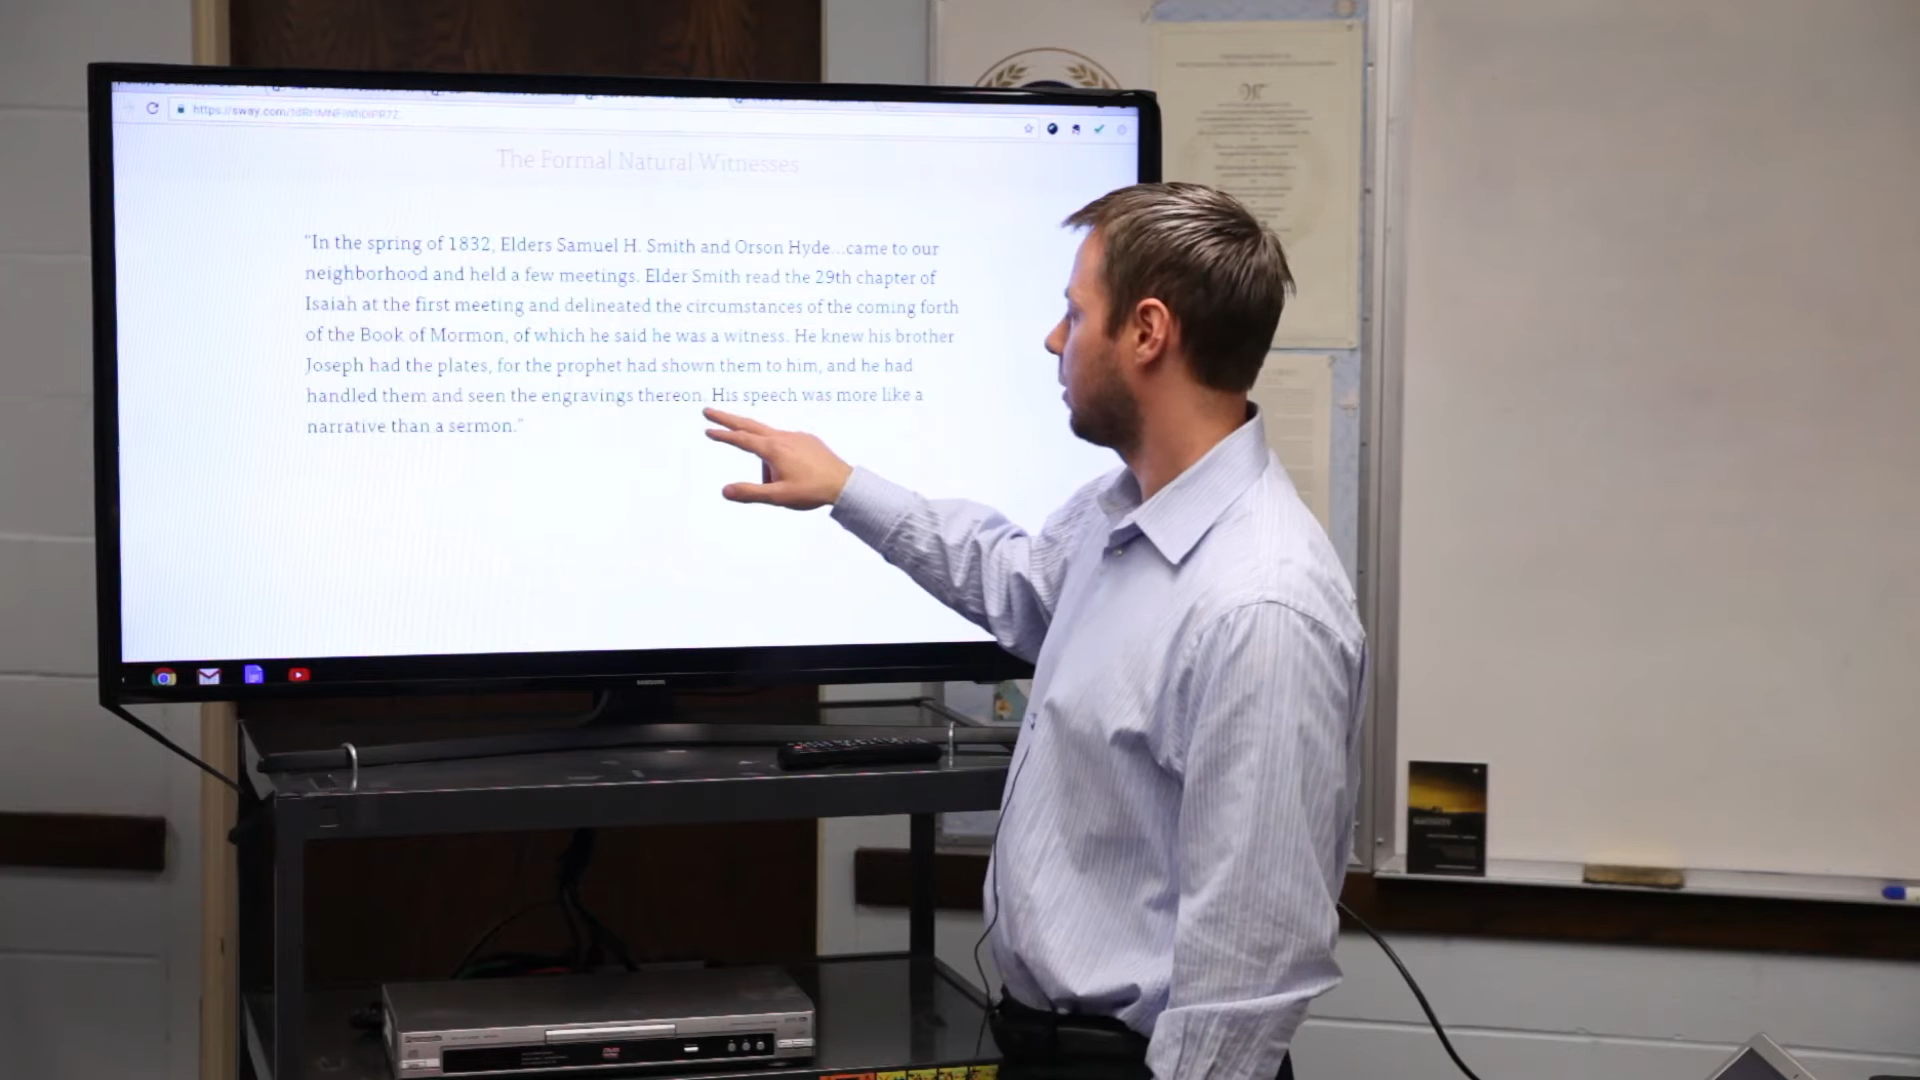 https://sway.com/
The Formal Natural Witnesses
"In the spring of 1832, Elders Samuel H. Smith and Orson Hyde...came to our
neighborhood and held a few meetings. Elder Smith read the 29th chapter of
Isaiah at the first meeting and delineated the circumstances of the coming forth
of the Book of Mormon, of which he said he was a witness. He knew his brother
Joseph had the plates, for the prophet had shown them to him, and he had
handled them and seen the engravings thereon. His speech was more like a
narrative than a sermon."
SAMSUNG